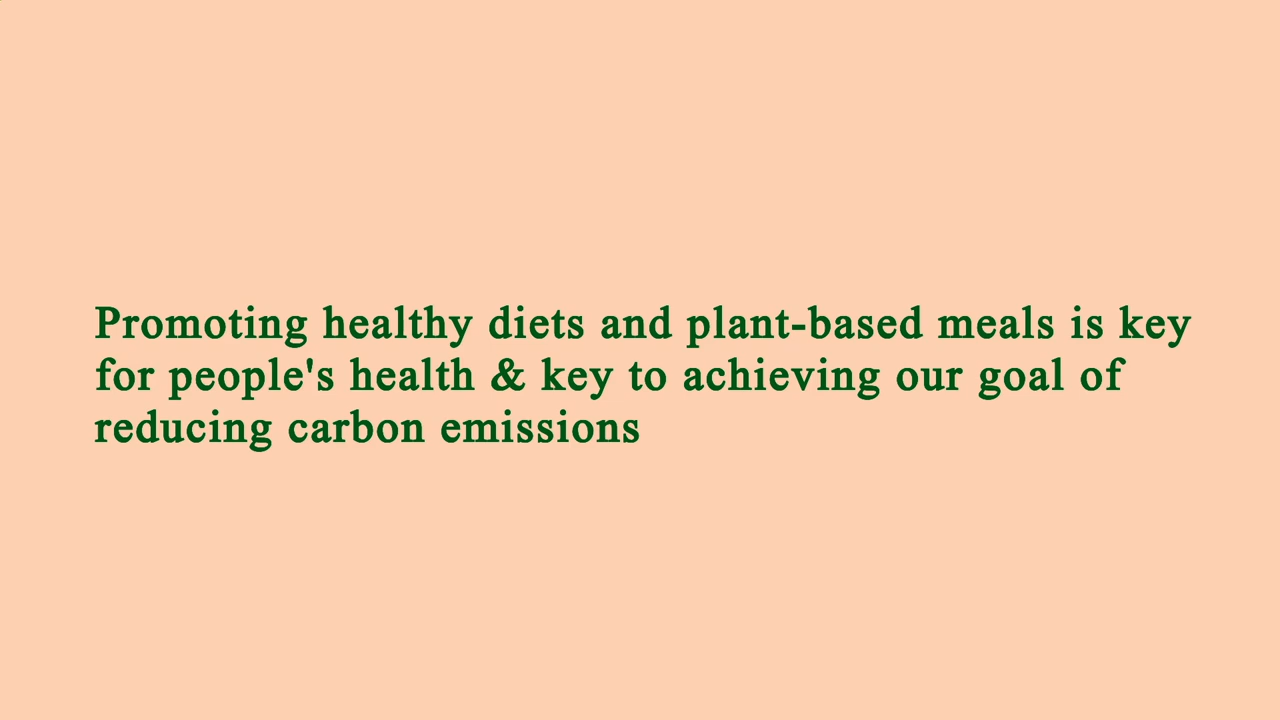 Promoting healthy diets and plant-based meals is key
for people's health & key to achieving our goal of
reducing carbon emissions